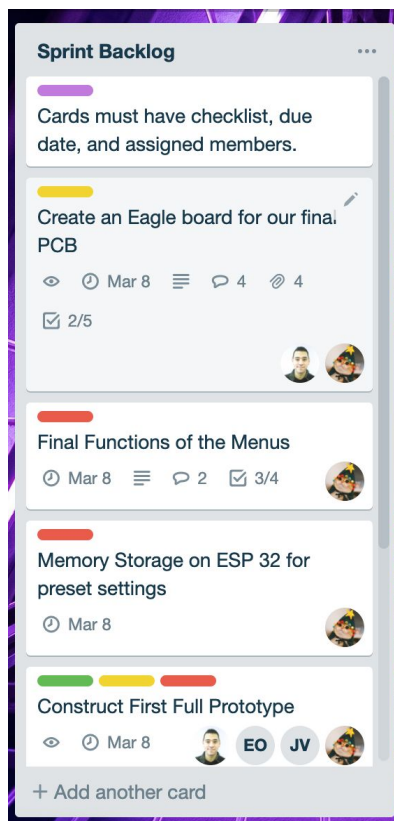 Sprint Backlog
Cards must have checklist, due
date, and assigned members.
Create an Eagle board for our final
PCB
Mar 8 4 4
2/5
Final Functions of the Menus
Mar 8 2 3/4
Memory Storage on ESP 32 for
preset settings
Mar 8
Construct First Full Prototype
Mar 8 EO JV
+ Add another card